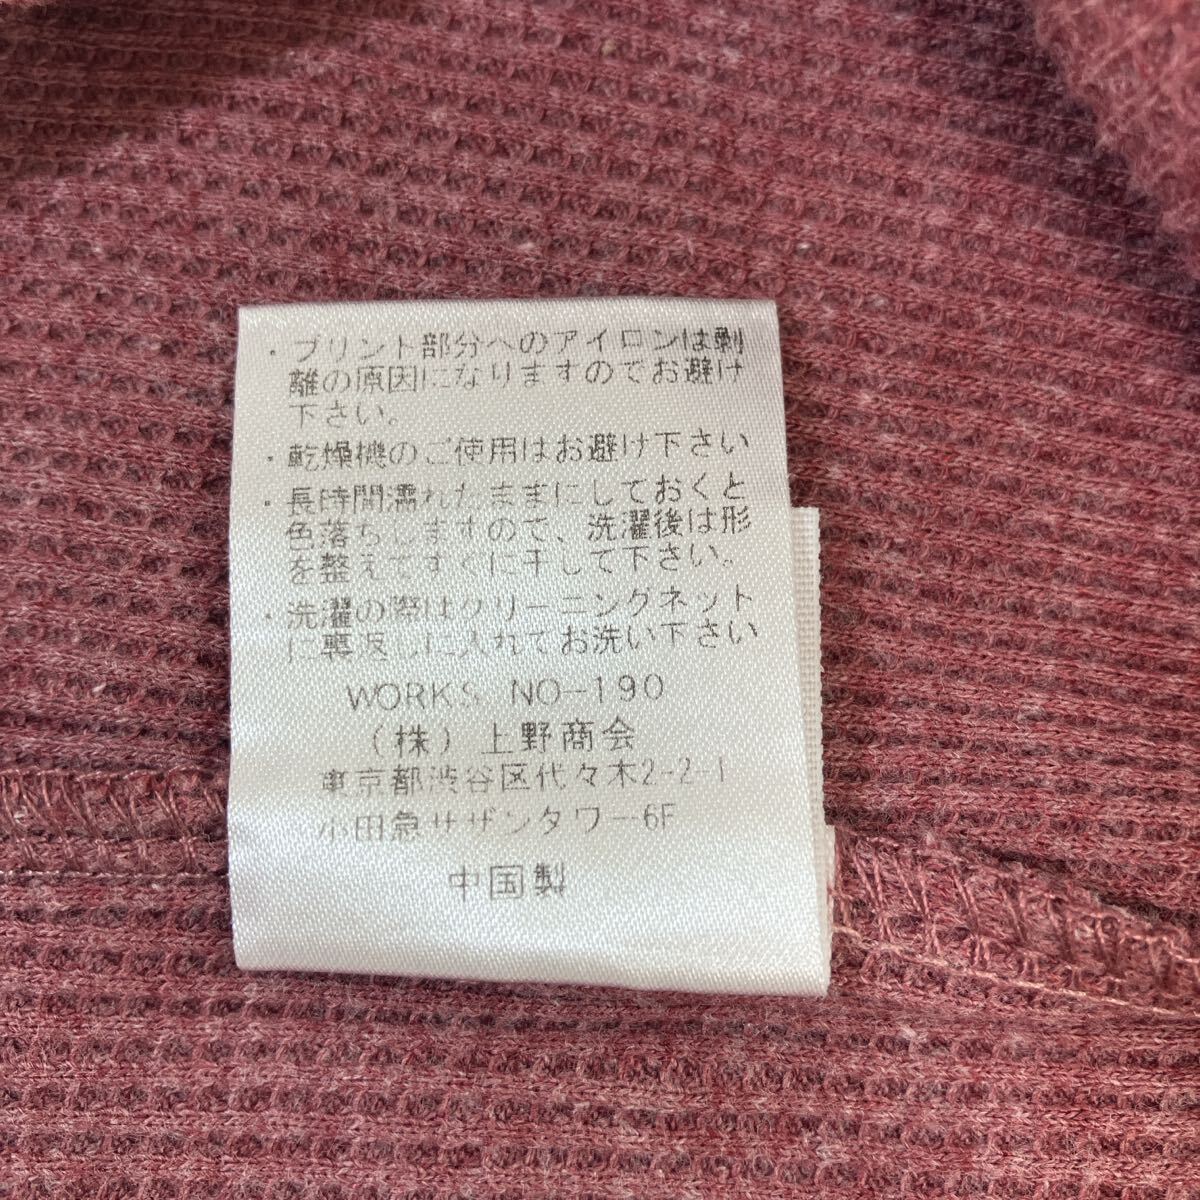 ・プリント部分へのアイロンは剥
離の原因になりますのでお避け
下さい。
・乾燥機のご使用はお避け下さい
・長時間濡れたままにしておくと
色落ちしますので、洗濯後は形
を整えてすぐに干して下さい。
・洗濯の際はクリーニングネット
に裏返しに入れてお洗い下さい
WORKS NO-190
(株)上野商会
東京都渋谷区代々木2-2-1
小田急サザンタワー6F
中国製